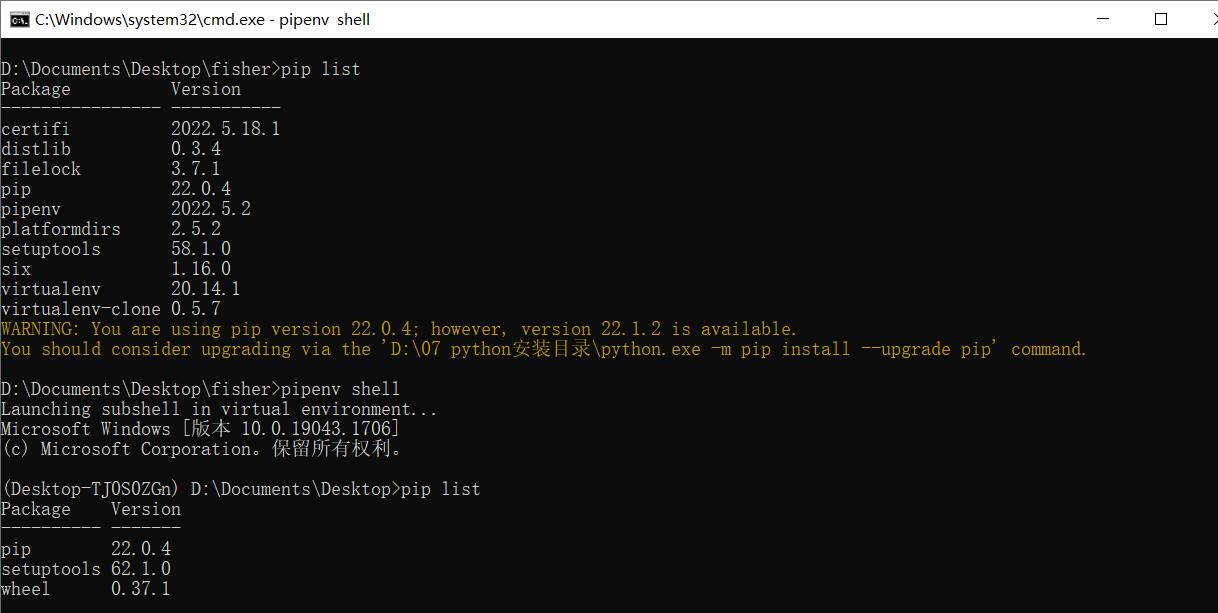 C:\Windows\system32\cmd.exe - pipenv  shell
D:\Documents\Desktop\fisher>pip list
Package          Version
---------------- -----------
certifi          2022.5.18.1
distlib          0.3.4
filelock         3.7.1
pip              22.0.4
pipenv           2022.5.2
platformdirs     2.5.2
setuptools       58.1.0
six              1.16.0
virtualenv       20.14.1
virtualenv-clone 0.5.7
WARNING: You are using pip version 22.0.4; however, version 22.1.2 is available.
You should consider upgrading via the 'D:\07 python安装目录\python.exe -m pip install --upgrade pip' command.
D:\Documents\Desktop\fisher>pipenv shell
Launching subshell in virtual environment...
Microsoft Windows [版本 10.0.19043.1706]
(c) Microsoft Corporation。保留所有权利。
(Desktop-TJ0S0ZGn) D:\Documents\Desktop>pip list
Package    Version
---------- -------
pip        22.0.4
setuptools 62.1.0
wheel      0.37.1